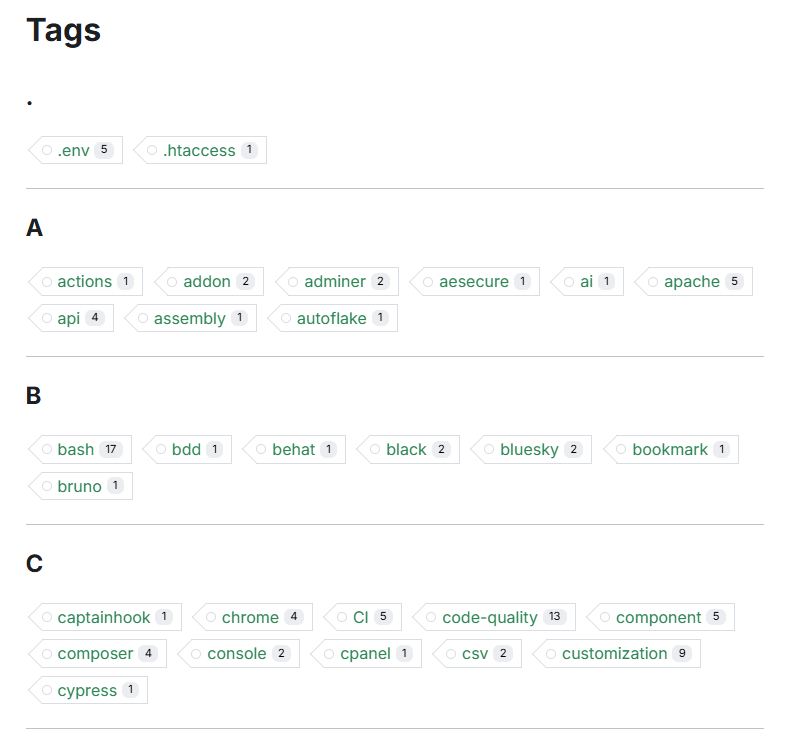 Tags
.
.env 5 .htaccess 1
A
actions 1 addon 2 adminer 2 aesecure 1 ai 1 apache 5
api 4 assembly 1 autoflake 1
B
bash 17 bdd 1 behat 1 black 2 bluesky 2 bookmark 1
bruno 1
C
captainhook 1 chrome 4 CI 5 code-quality 13 component 5
composer 4 console 2 cpanel 1 csv 2 customization 9
cypress 1